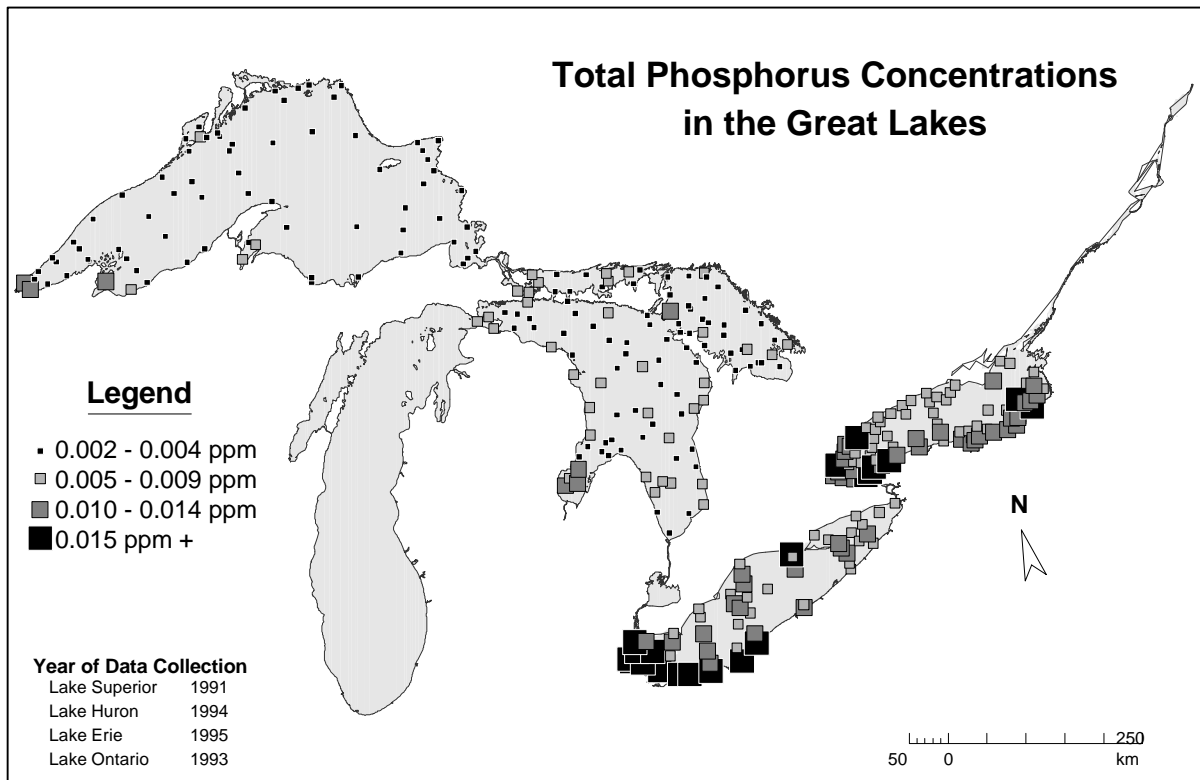 Total Phosphorus Concentrations
in the Great Lakes
Legend
0.002 - 0.004 ppm
0.005 - 0.009 ppm
0.010 - 0.014 ppm
0.015 ppm +
N
Year of Data Collection
Lake Superior 1991
Lake Huron 1994
Lake Erie 1995
Lake Ontario 1993
250
50 0 km